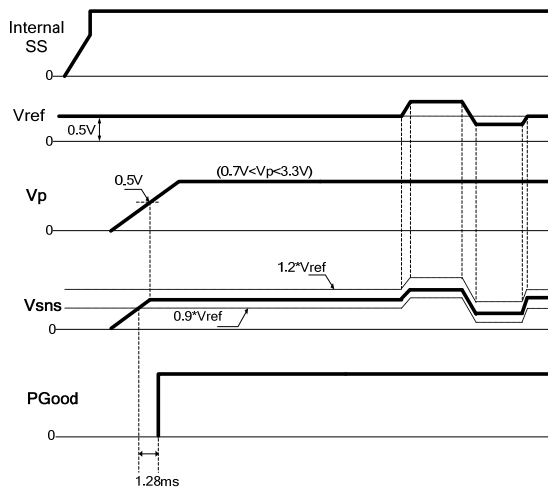 Internal
SS
0
Vref
0.5V
0
0.5V
(0.7V<Vp<3.3V)
Vp
0
1.2*Vref
Vsns
0
0.9*Vref
PGood
0
1.28ms